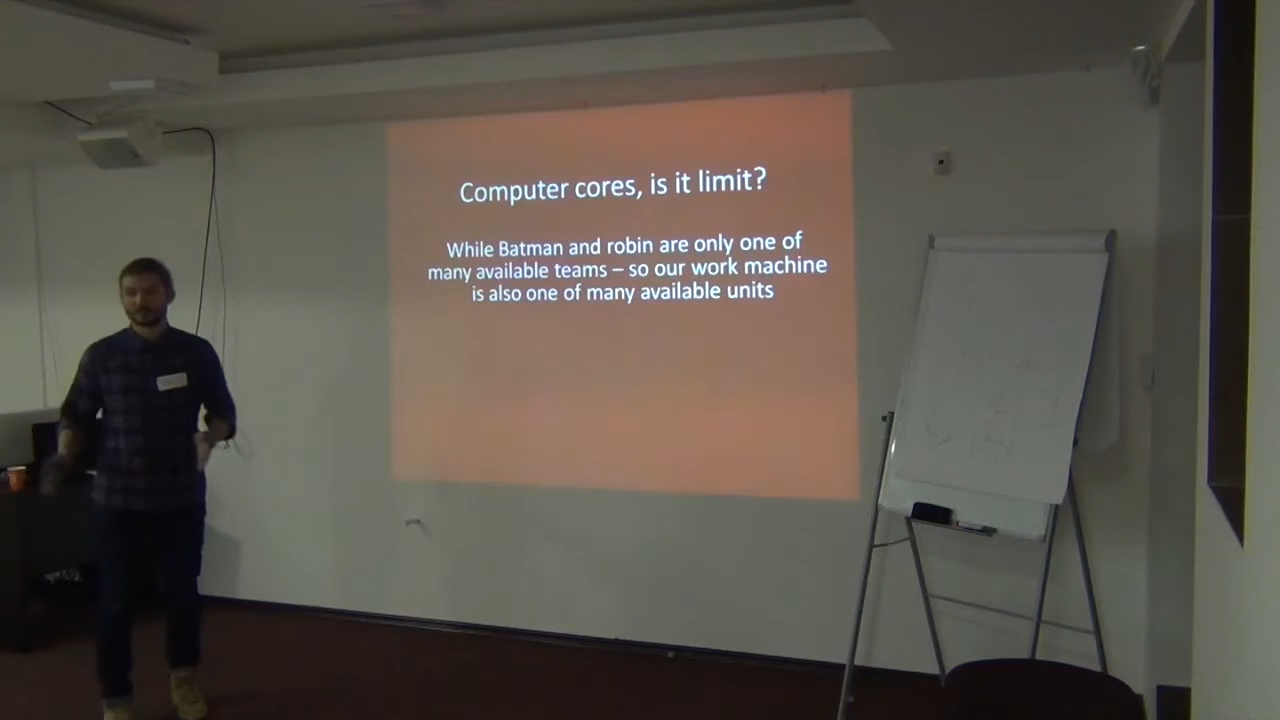 Computer cores, is it limit?
While Batman and robin are only one of
many available teams – so our work machine
is also one of many available units